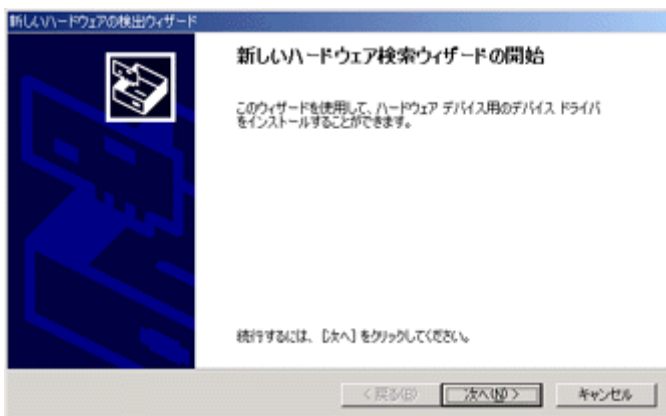 新しいハードウェアの検出ウィザード
新しいハードウェア検索ウィザードの開始
このウィザードを使用して、ハードウェア デバイス用のデバイス ドライバ
をインストールすることができます。
続行するには、[次へ] をクリックしてください。
< 戻る(B)
次へ(N) >
キャンセル